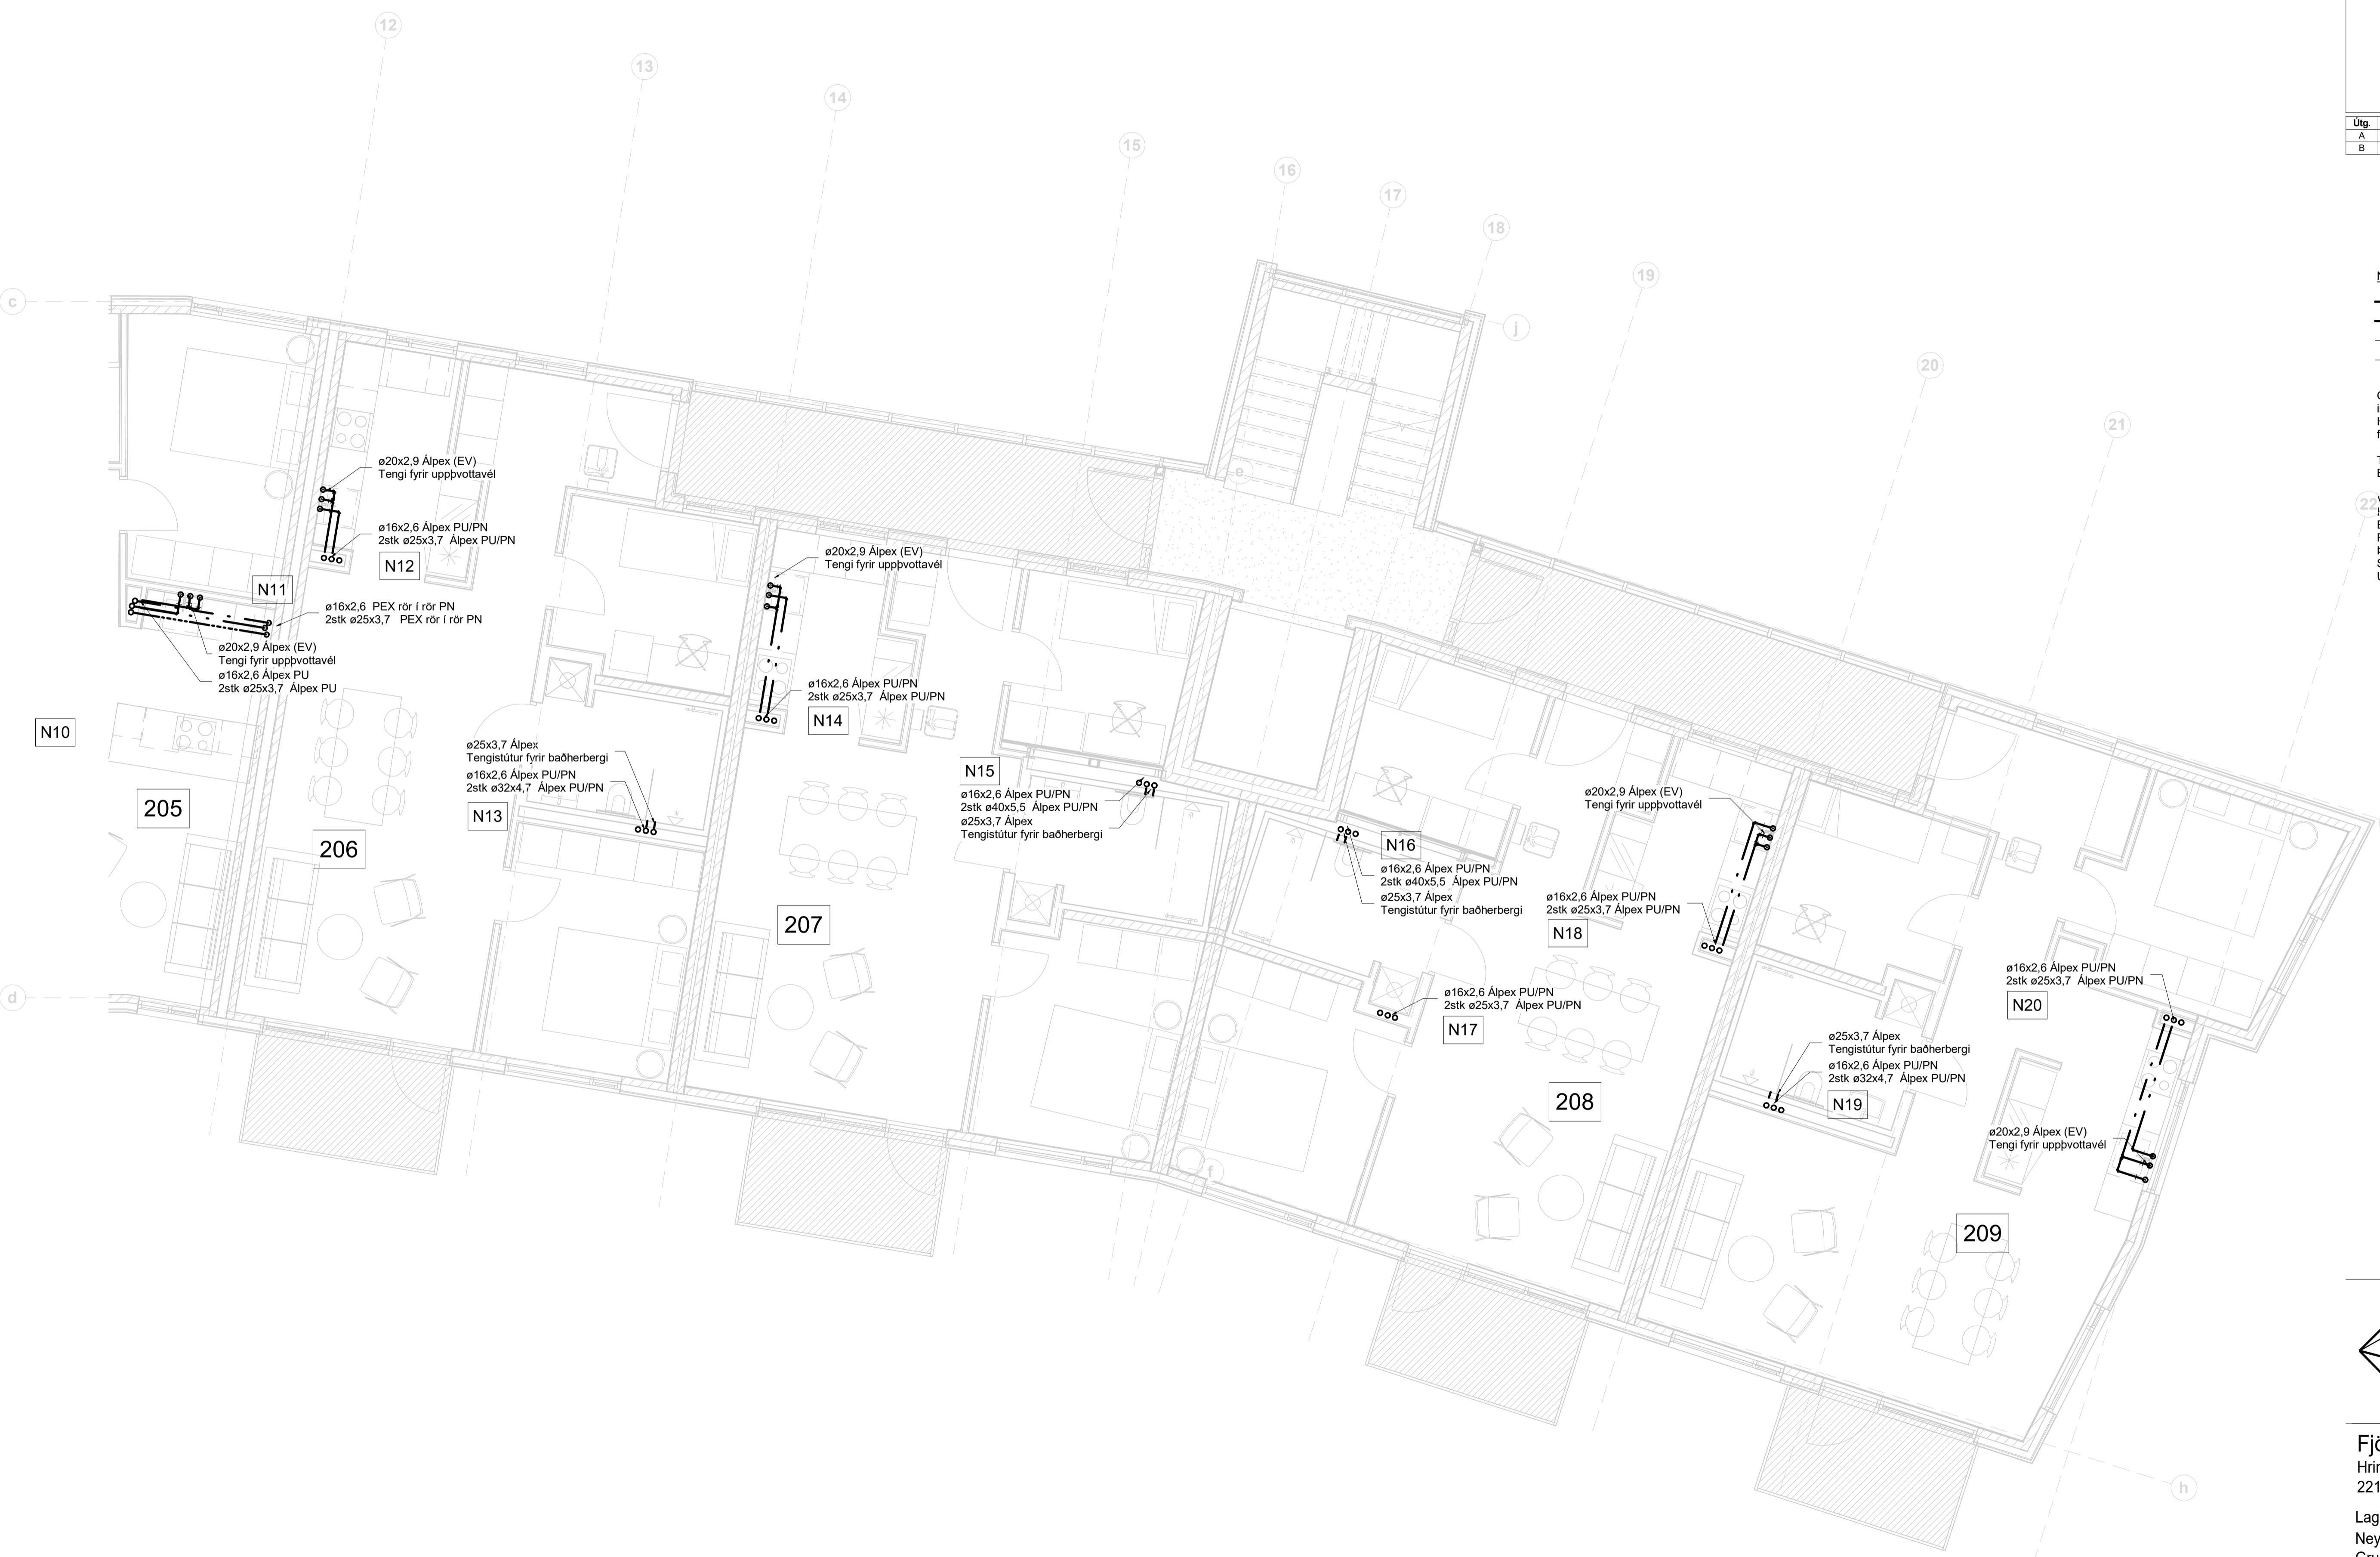 12
13
14
15
16
17
18
19
20
21
22
c
j
e
d
f
h
Útg.
A
B
ø20x2,9 Álpex (EV)
Tengi fyrir uppþvottavél
ø16x2,6 Álpex PU/PN
2stk ø25x3,7 Álpex PU/PN
N12
N11
ø16x2,6 PEX rör í rör PN
2stk ø25x3,7 PEX rör í rör PN
ø20x2,9 Álpex (EV)
Tengi fyrir uppþvottavél
ø16x2,6 Álpex PU
2stk ø25x3,7 Álpex PU
N10
205
206
ø25x3,7 Álpex
Tengistútur fyrir baðherbergi
ø16x2,6 Álpex PU/PN
2stk ø32x4,7 Álpex PU/PN
N13
ø20x2,9 Álpex (EV)
Tengi fyrir uppþvottavél
ø16x2,6 Álpex PU/PN
2stk ø25x3,7 Álpex PU/PN
N14
N15
ø16x2,6 Álpex PU/PN
2stk ø40x5,5 Álpex PU/PN
ø25x3,7 Álpex
Tengistútur fyrir baðherbergi
207
N16
ø16x2,6 Álpex PU/PN
2stk ø40x5,5 Álpex PU/PN
ø25x3,7 Álpex
Tengistútur fyrir baðherbergi
ø20x2,9 Álpex (EV)
Tengi fyrir uppþvottavél
ø16x2,6 Álpex PU/PN
2stk ø25x3,7 Álpex PU/PN
N18
ø16x2,6 Álpex PU/PN
2stk ø25x3,7 Álpex PU/PN
N17
208
ø16x2,6 Álpex PU/PN
2stk ø25x3,7 Álpex PU/PN
N20
ø25x3,7 Álpex
Tengistútur fyrir baðherbergi
ø16x2,6 Álpex PU/PN
2stk ø32x4,7 Álpex PU/PN
N19
ø20x2,9 Álpex (EV)
Tengi fyrir uppþvottavél
209
Fjö
Hrin
221
Lag
Ney